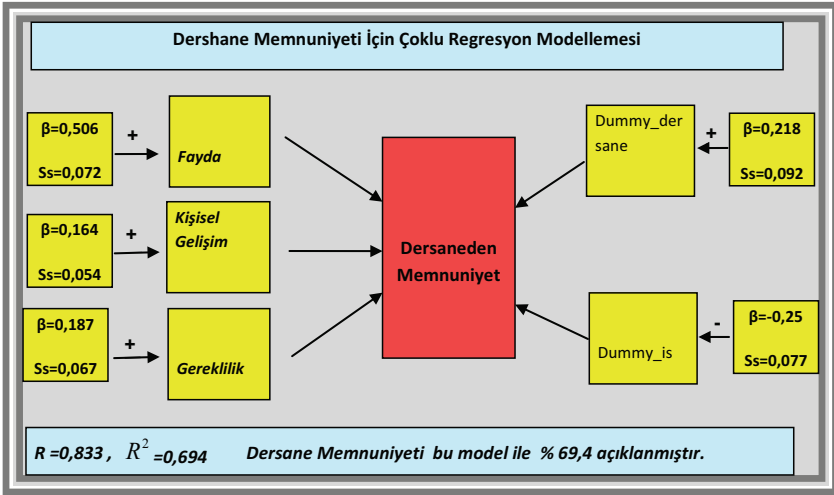 Dershane Memnuniyeti İçin Çoklu Regresyon Modellemesi
β=0,506
Ss=0,072
+
Fayda
β=0,164
Ss=0,054
+
Kişisel
Gelişim
β=0,187
Ss=0,067
+
Gereklilik
Dersaneden
Memnuniyet
Dummy_der
sane
+
β=0,218
Ss=0,092
Dummy_is
-
β=-0,25
Ss=0,077
R =0,833 , R² =0,694 Dersane Memnuniyeti bu model ile % 69,4 açıklanmıştır.